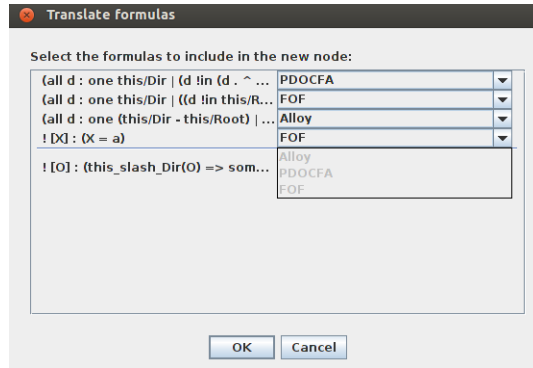 Translate formulas
Select the formulas to include in the new node:
(all d : one this/Dir | (d !in (d . ^ ... PDOCFA
(all d : one this/Dir | ((d !in this/R... FOF
(all d : one (this/Dir - this/Root) | ... Alloy
! [X] : (X = a) FOF
! [O] : (this_slash_Dir(O) => som...
Alloy
PDOCFA
FOF
OK Cancel